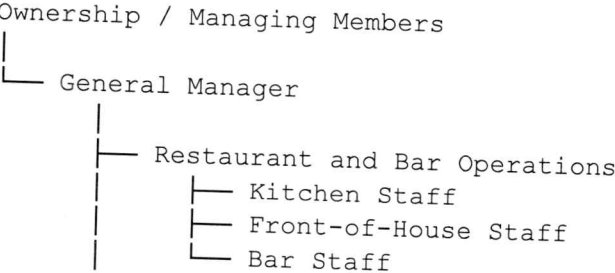 Ownership / Managing Members
General Manager
Restaurant and Bar Operations
Kitchen Staff
Front-of-House Staff
Bar Staff